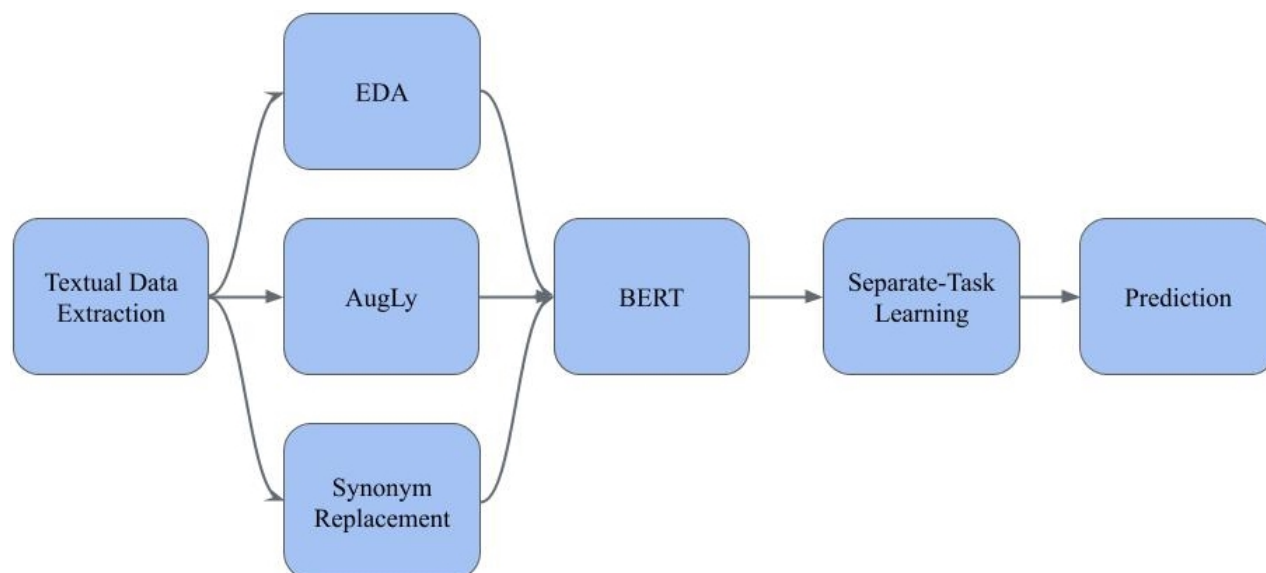 EDA
Textual Data
Extraction
AugLy
BERT
Separate-Task
Learning
Prediction
Synonym
Replacement